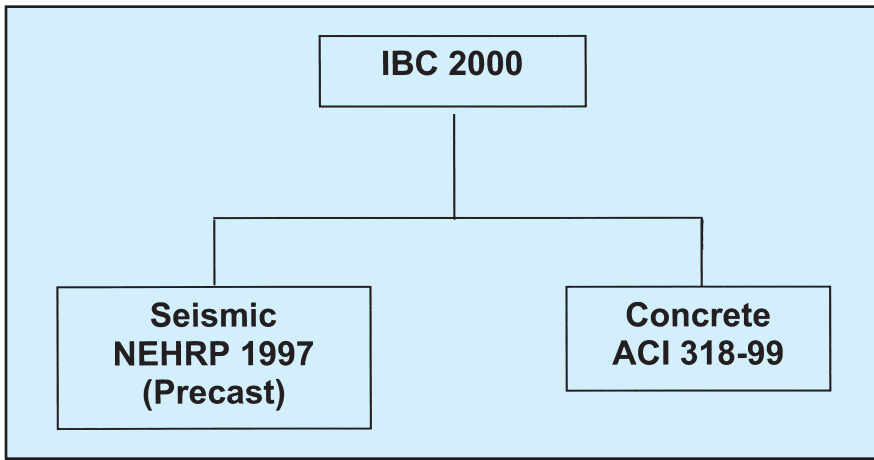 IBC 2000
Seismic
NEHRP 1997
(Precast)
Concrete
ACI 318-99